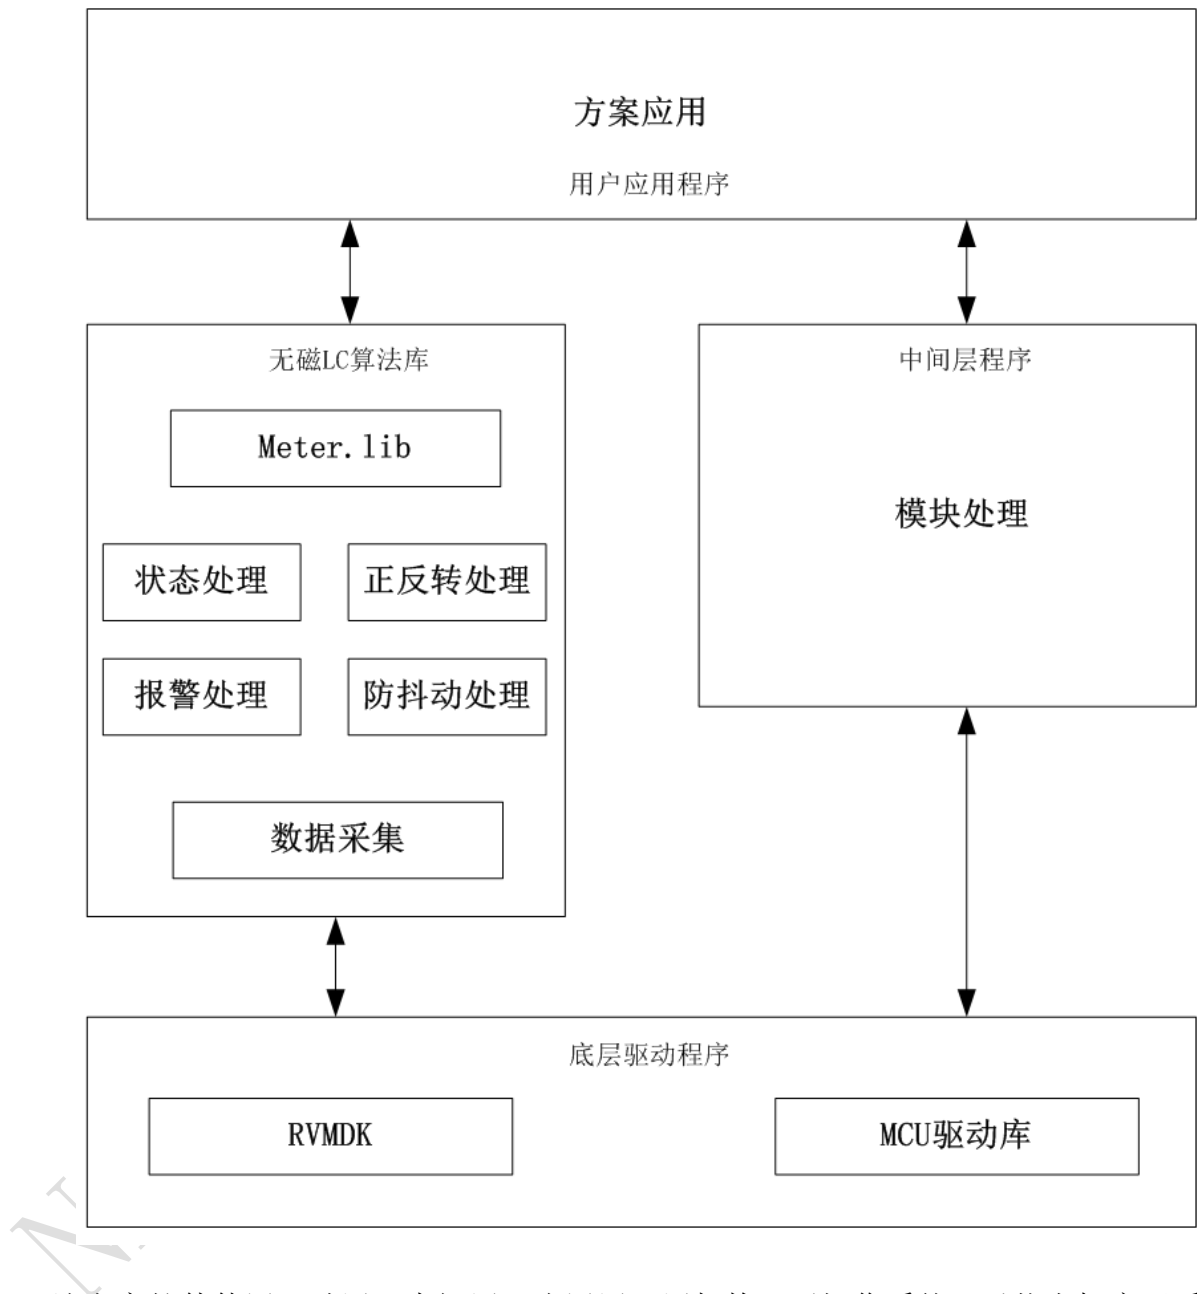 方案应用
用户应用程序
无磁LC算法库
Meter.lib
状态处理
正反转处理
报警处理
防抖动处理
数据采集
中间层程序
模块处理
底层驱动程序
RVMDK
MCU驱动库